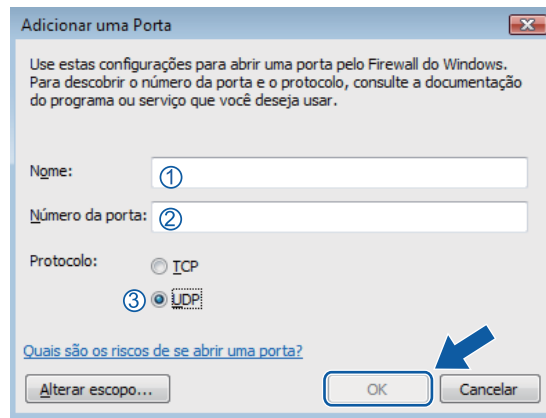 Adicionar uma Porta
Use estas configurações para abrir uma porta pelo Firewall do Windows.
Para descobrir o número da porta e o protocolo, consulte a documentação
do programa ou serviço que você deseja usar.
Nome: ①
Número da porta: ②
Protocolo: TCP
③ UDP
Quais são os riscos de se abrir uma porta?
Alterar escopo... OK Cancelar